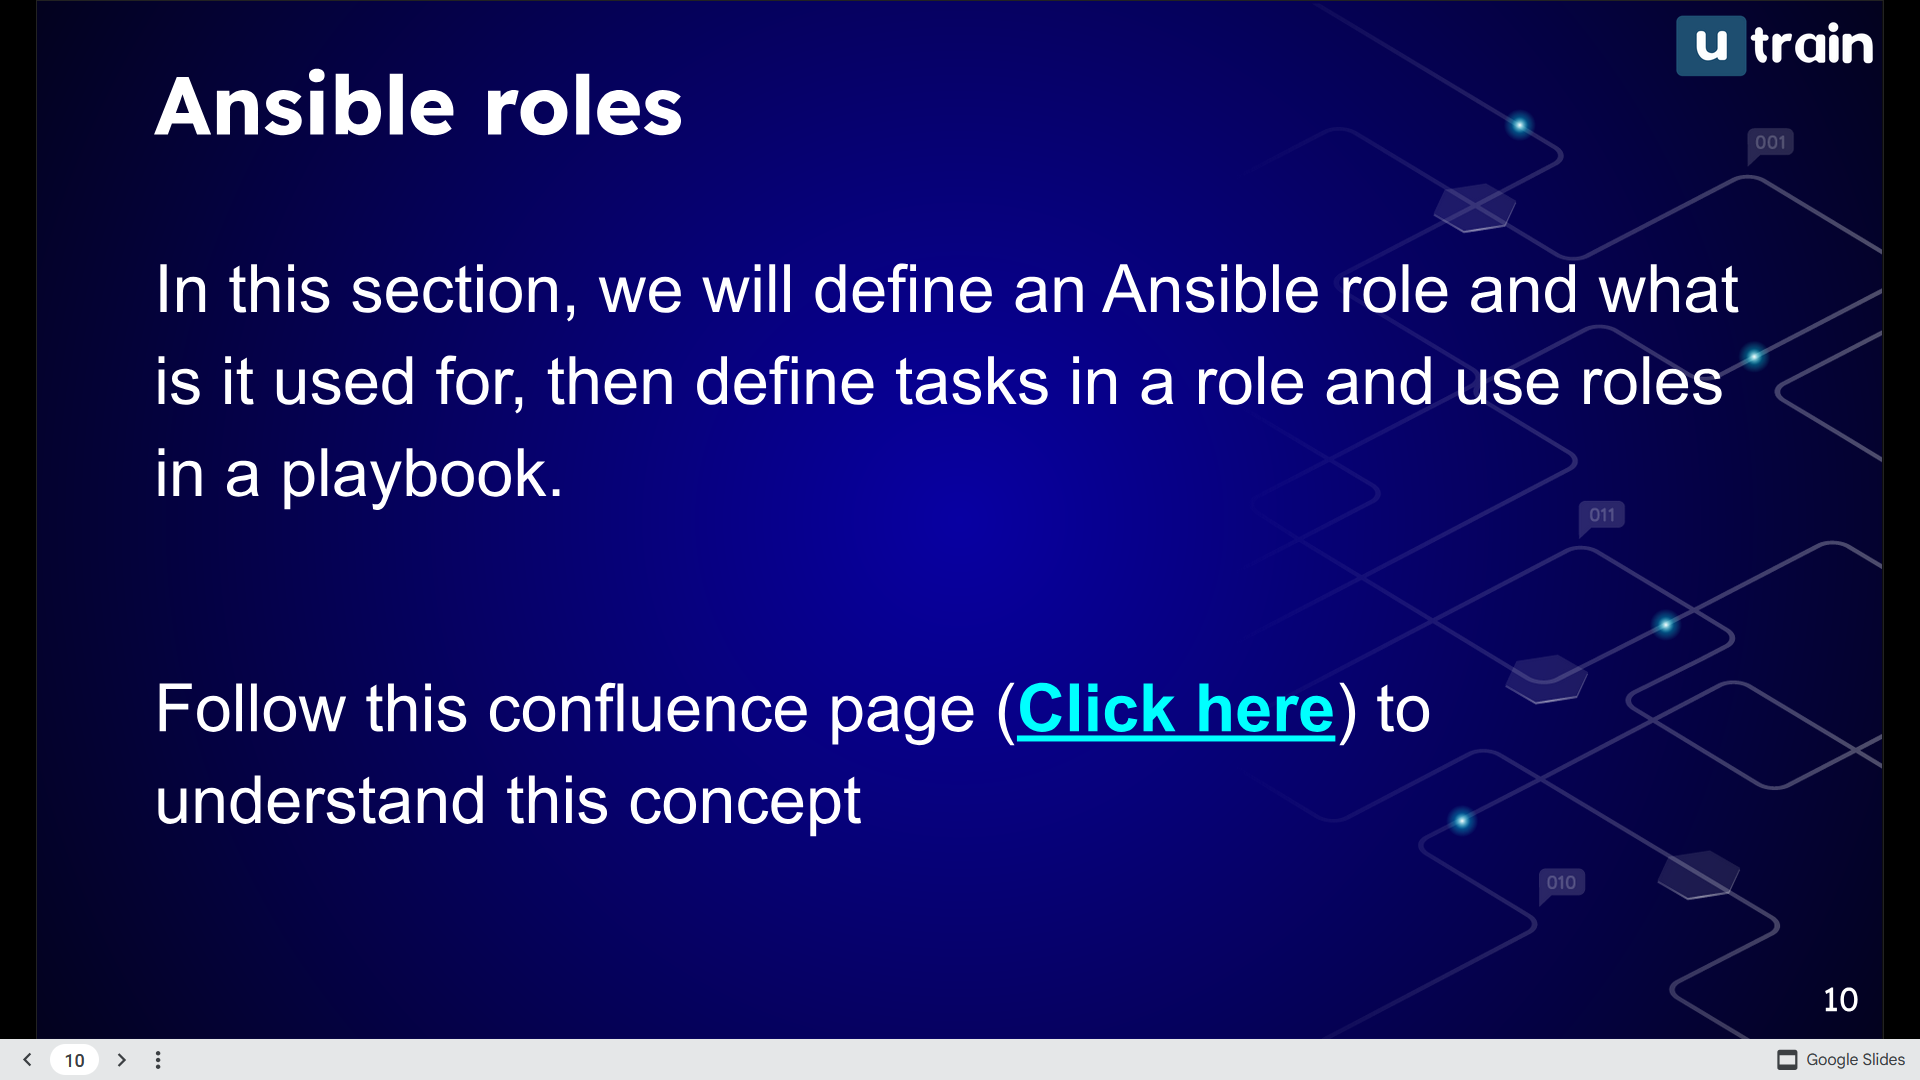 u train
Ansible roles
001
In this section, we will define an Ansible role and what
is it used for, then define tasks in a role and use roles
in a playbook.
011
Follow this confluence page (Click here) to
understand this concept
010
10
10
Google Slides